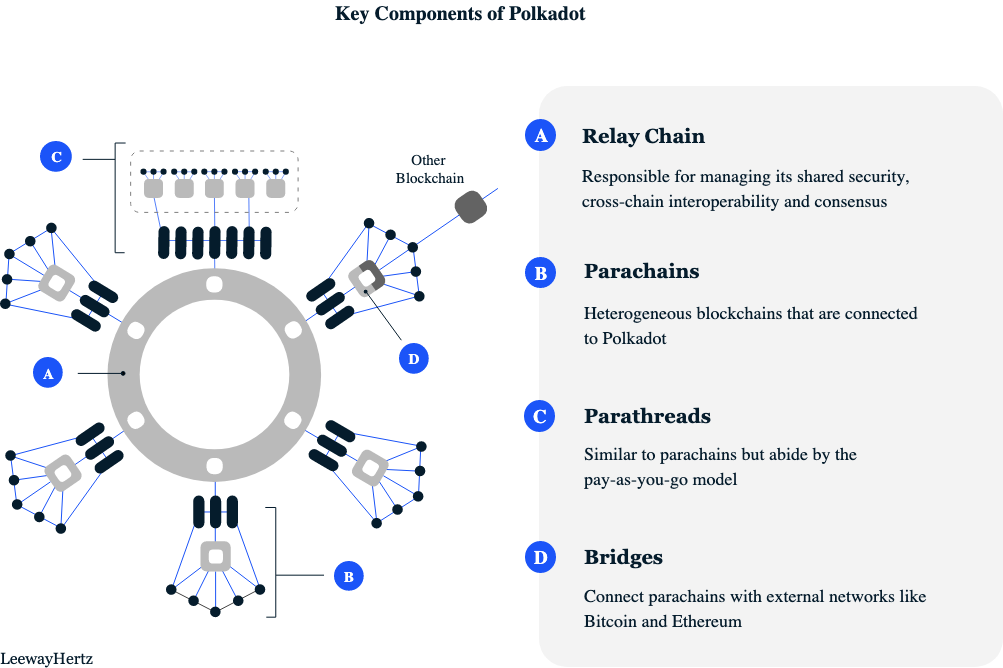 Key Components of Polkadot
C
Other
Blockchain
D
A
B
A
Relay Chain
Responsible for managing its shared security,
cross-chain interoperability and consensus
B
Parachains
Heterogeneous blockchains that are connected
to Polkadot
C
Parathreads
Similar to parachains but abide by the
pay-as-you-go model
D
Bridges
Connect parachains with external networks like
Bitcoin and Ethereum
LeewayHertz